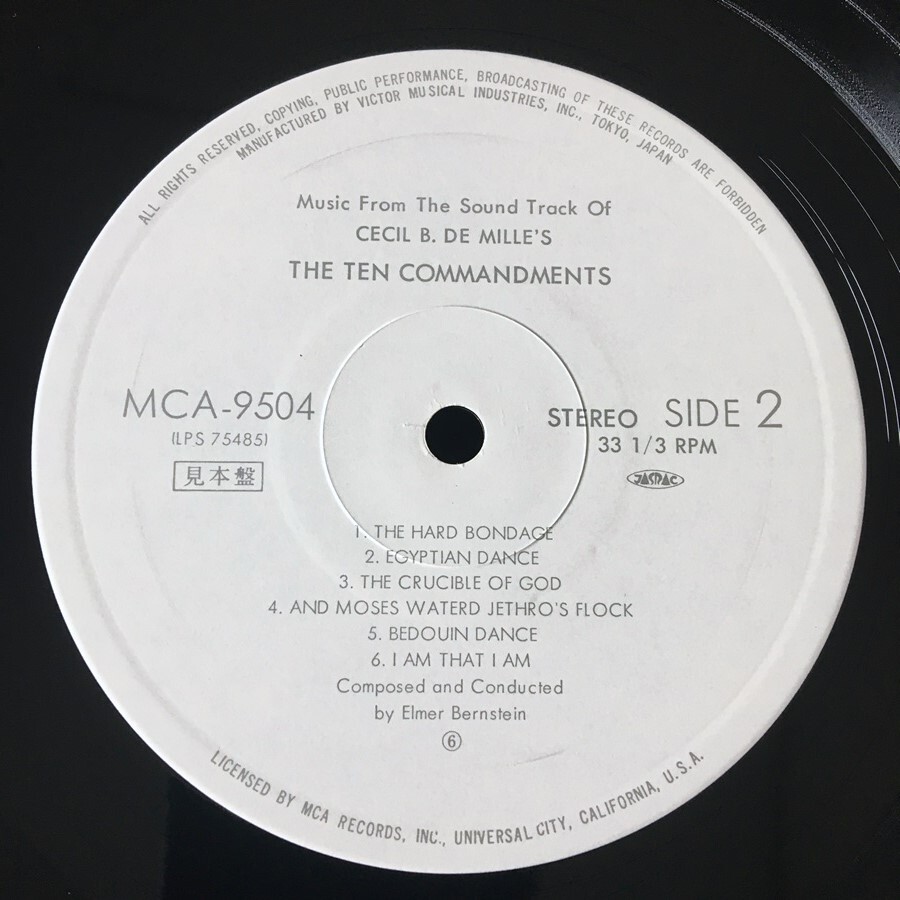 ALL RIGHTS RESERVED, COPYING, PUBLIC PERFORMANCE, BROADCASTING OF THESE RECORDS ARE FORBIDDEN
MANUFACTURED BY VICTOR MUSICAL INDUSTRIES, INC., TOKYO, JAPAN
Music From The Sound Track Of
CECIL B. DE MILLE'S
THE TEN COMMANDMENTS
MCA-9504
(LPS 75485)
見本盤
STEREO SIDE 2
33 1/3 RPM
JASRAC
1. THE HARD BONDAGE
2. EGYPTIAN DANCE
3. THE CRUCIBLE OF GOD
4. AND MOSES WATERD JETHRO'S FLOCK
5. BEDOUIN DANCE
6. I AM THAT I AM
Composed and Conducted
by Elmer Bernstein
⑥
LICENSED BY MCA RECORDS, INC., UNIVERSAL CITY, CALIFORNIA, U.S.A.